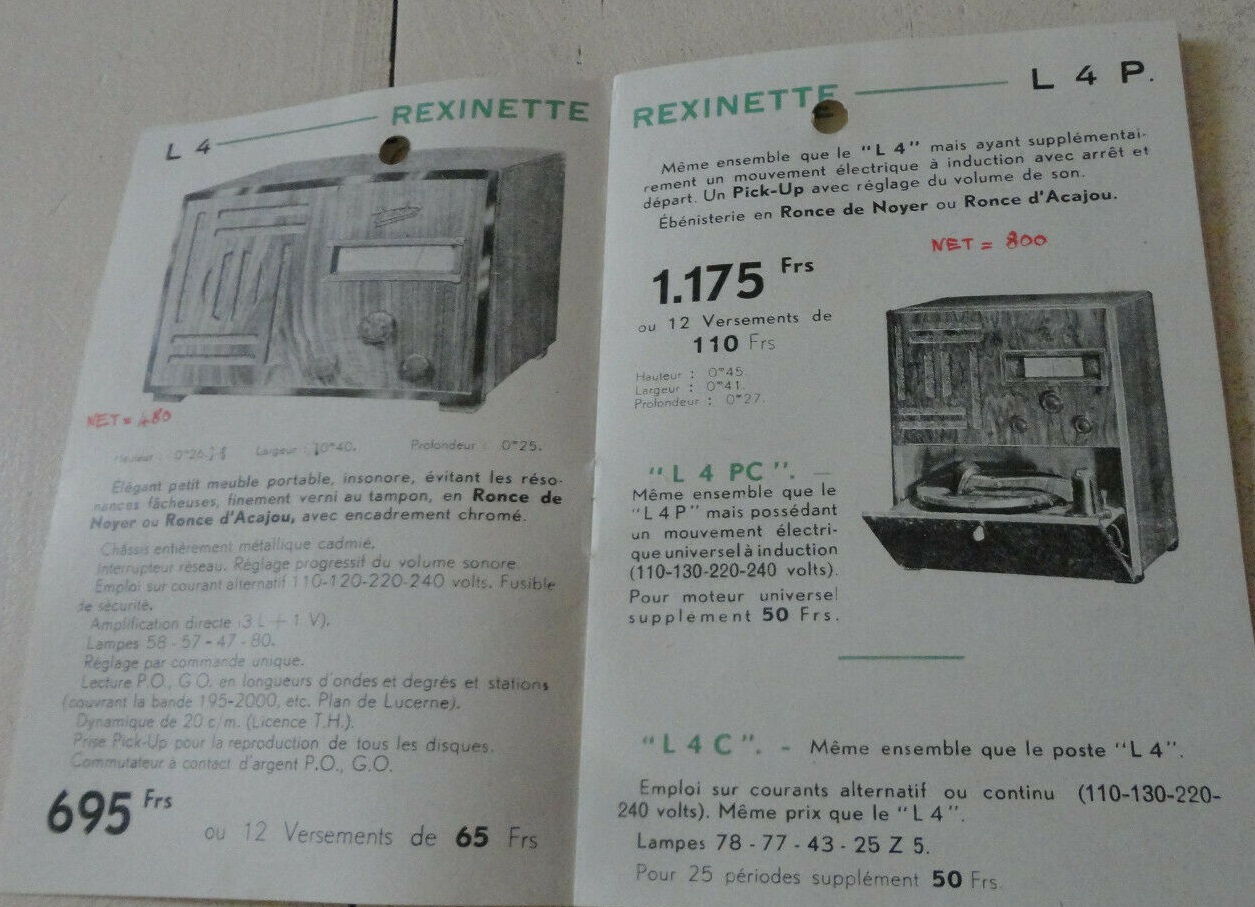 L 4 REXINETTE
NET = 480
Hauteur : 0m26. Largeur : 0m40. Profondeur : 0m25.
Élégant petit meuble portable, insonore, évitant les réso-
nances fâcheuses, finement verni au tampon, en Ronce de
Noyer ou Ronce d'Acajou, avec encadrement chromé.
Châssis entièrement métallique cadmié.
Interrupteur réseau. Réglage progressif du volume sonore.
Emploi sur courant alternatif 110-120-220-240 volts. Fusible
de sécurité.
Amplification directe (3 L + 1 V).
Lampes 58 - 57 - 47 - 80.
Réglage par commande unique.
Lecture P.O., G.O. en longueurs d'ondes et degrés et stations
(couvrant la bande 195-2000, etc. Plan de Lucerne).
Dynamique de 20 c/m. (Licence T.H.).
Prise Pick-Up pour la reproduction de tous les disques.
Commutateur à contact d'argent P.O., G.O.
695 Frs
ou 12 Versements de 65 Frs
REXINETTE L 4 P.
Même ensemble que le "L 4" mais ayant supplémentai-
rement un mouvement électrique à induction avec arrêt et
départ. Un Pick-Up avec réglage du volume de son.
Ébénisterie en Ronce de Noyer ou Ronce d'Acajou.
NET = 800
1.175 Frs
ou 12 Versements de
110 Frs
Hauteur : 0m45.
Largeur : 0m41.
Profondeur : 0m27.
"L 4 PC". —
Même ensemble que le
"L 4 P" mais possédant
un mouvement électri-
que universel à induction
(110-130-220-240 volts).
Pour moteur universel
supplément 50 Frs.
"L 4 C". - Même ensemble que le poste "L 4".
Emploi sur courants alternatif ou continu (110-130-220-
240 volts). Même prix que le "L 4".
Lampes 78 - 77 - 43 - 25 Z 5.
Pour 25 périodes supplément 50 Frs.